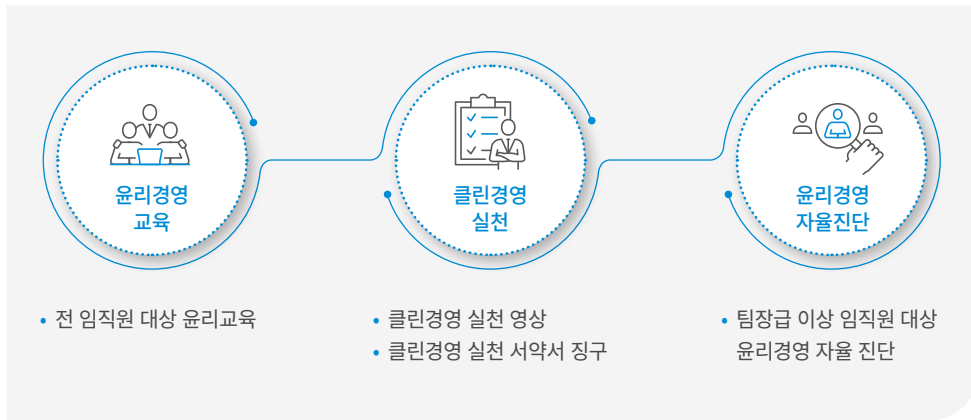 윤리경영
교육
클린경영
실천
윤리경영
자율진단
• 전 임직원 대상 윤리교육
• 클린경영 실천 영상
• 클린경영 실천 서약서 징구
• 팀장급 이상 임직원 대상
윤리경영 자율 진단